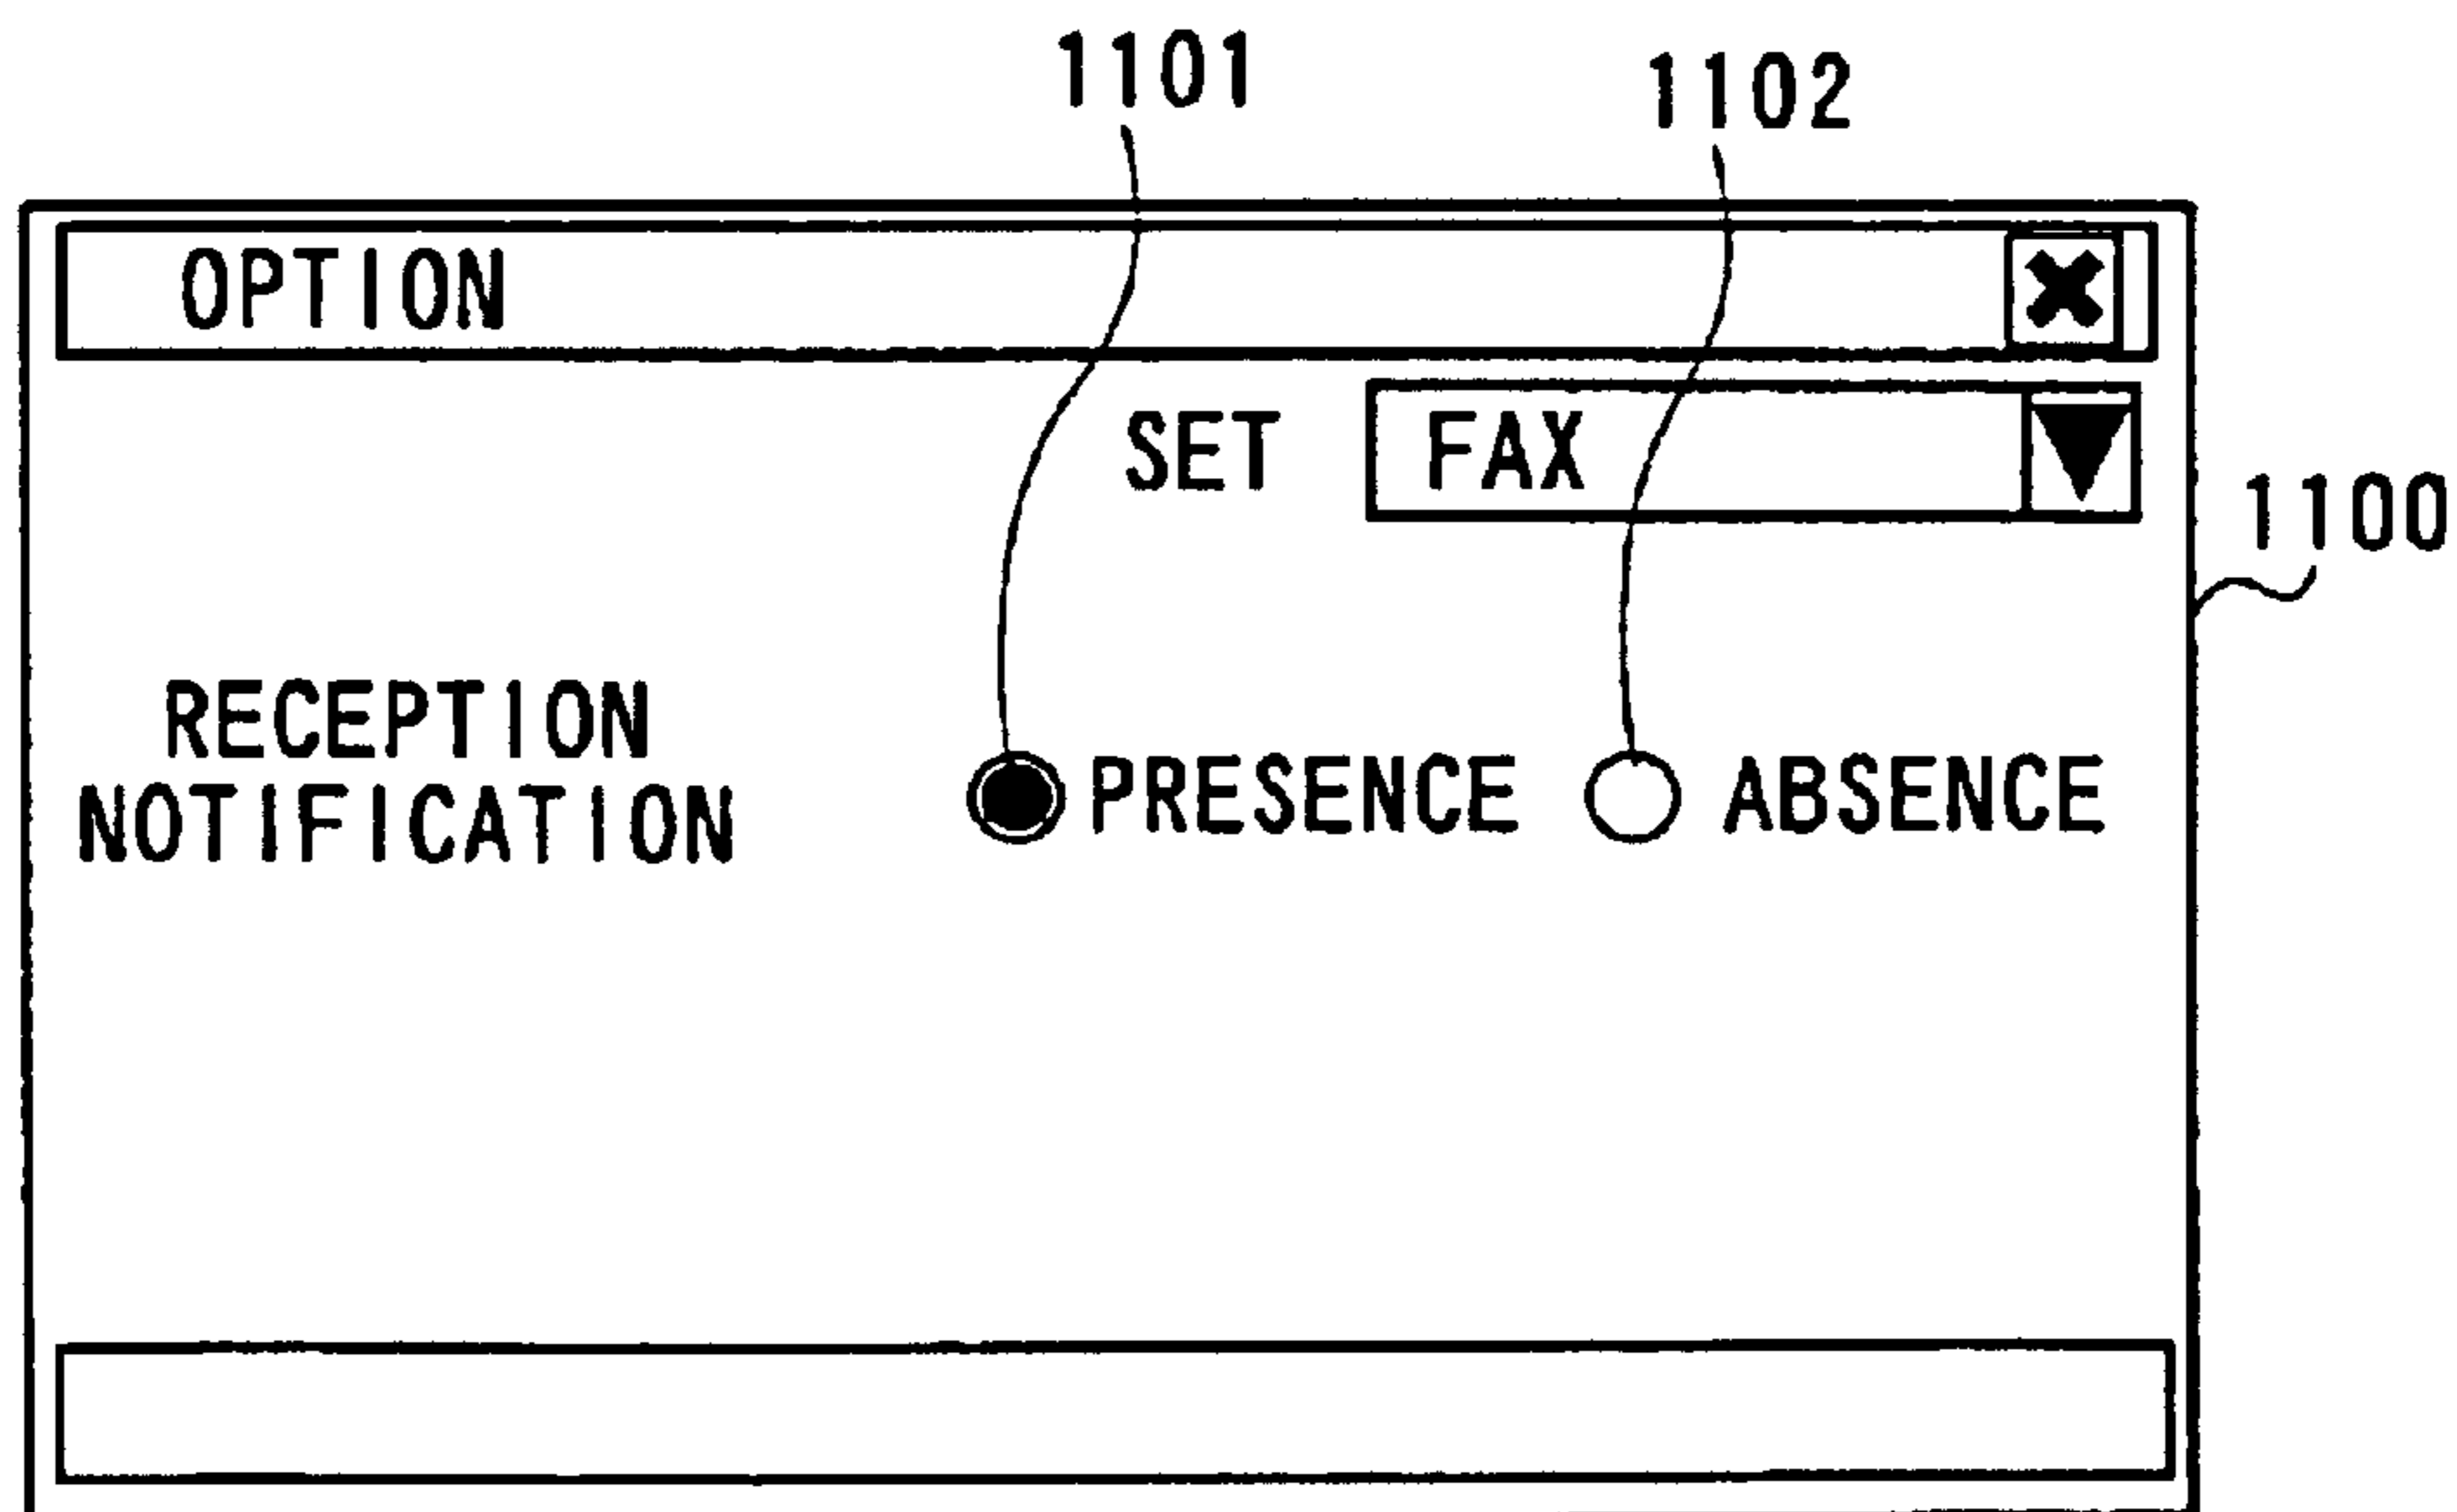 1101
1102
OPTION
SET FAX
1100
RECEPTION
NOTIFICATION
PRESENCE ABSENCE